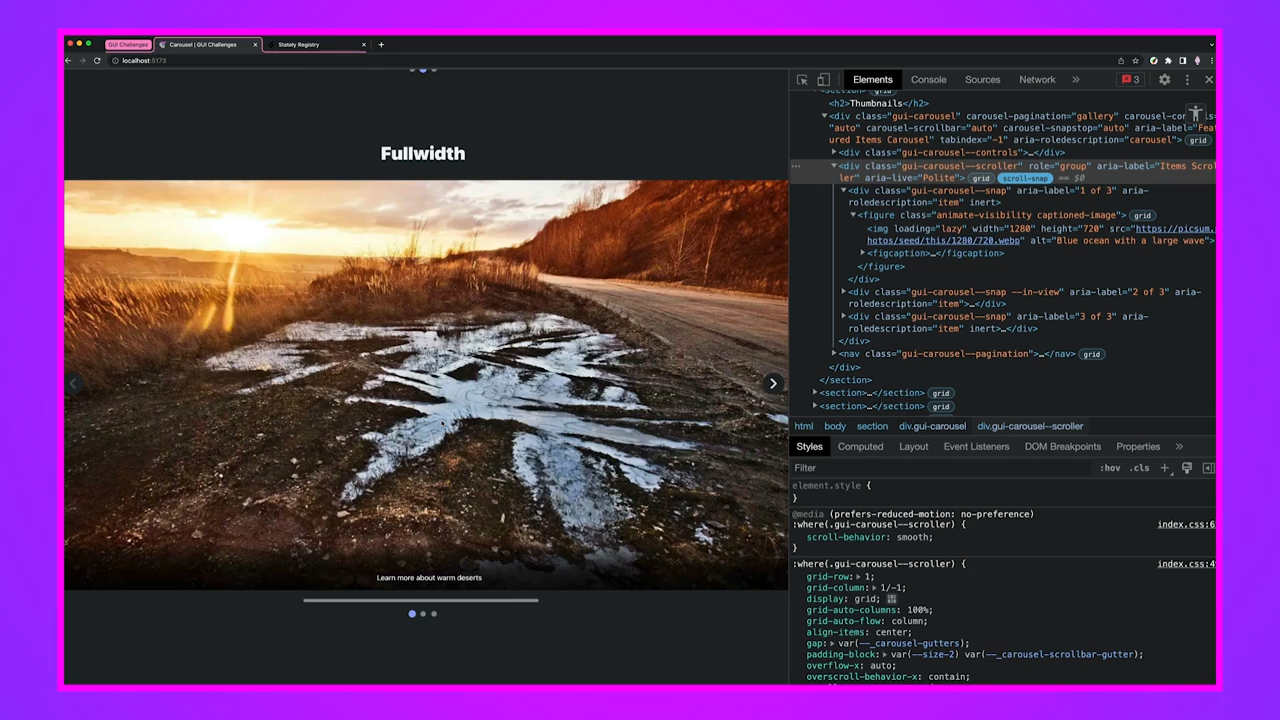 GUI Challenges
Carousel | GUI Challenges
Stately Registry
localhost:5173
Elements
Console
Sources
Network
3
<section> grid
<h2>Thumbnails</h2>
<div class="gui-carousel" carousel-pagination="gallery" carousel-con
"auto" carousel-scrollbar="auto" carousel-snapstop="auto" aria-label="Feat
ured Items Carousel" tabindex="-1" aria-roledescription="carousel"> grid
<div class="gui-carousel--controls">…</div>
<div class="gui-carousel--scroller" role="group" aria-label="Items Scrol
ler" aria-live="Polite"> grid scroll-snap == $0
<div class="gui-carousel--snap" aria-label="1 of 3" aria-
roledescription="item" inert>
<figure class="animate-visibility captioned-image"> grid
<img loading="lazy" width="1280" height="720" src="https://picsum.
hotos/seed/this/1280/720.webp" alt="Blue ocean with a large wave">
<figcaption>…</figcaption>
</figure>
</div>
<div class="gui-carousel--snap --in-view" aria-label="2 of 3" aria-
roledescription="item">…</div>
<div class="gui-carousel--snap" aria-label="3 of 3" aria-
roledescription="item" inert>…</div>
</div>
<nav class="gui-carousel--pagination">…</nav> grid
</div>
</section>
<section>…</section> grid
<section>…</section> grid
html body section div.gui-carousel div.gui-carousel--scroller
Styles Computed Layout Event Listeners DOM Breakpoints Properties
Filter
:hov .cls
element.style {
}
@media (prefers-reduced-motion: no-preference)
:where(.gui-carousel--scroller) { index.css:6
scroll-behavior: smooth;
}
:where(.gui-carousel--scroller) { index.css:4
grid-row: 1;
grid-column: 1/-1;
display: grid;
grid-auto-columns: 100%;
grid-auto-flow: column;
align-items: center;
gap: var(--_carousel-gutters);
padding-block: var(--size-2) var(--_carousel-scrollbar-gutter);
overflow-x: auto;
overscroll-behavior-x: contain;
Fullwidth
Learn more about warm deserts